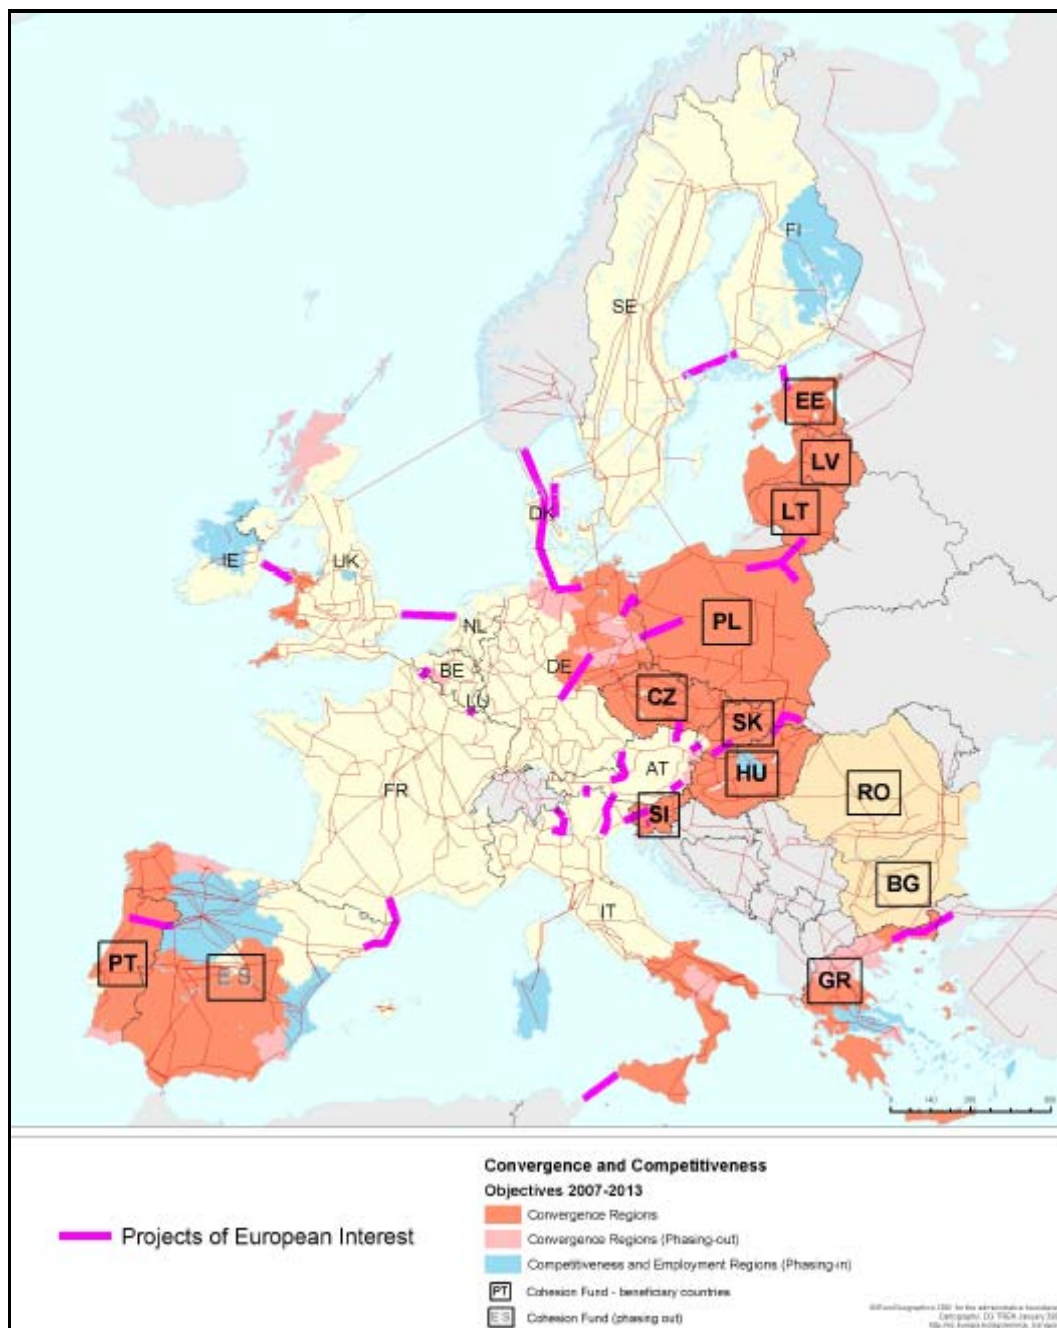 FI
SE
EE
LV
LT
DK
IE
UK
NL
PL
BE
DE
LU
CZ
SK
AT
HU
FR
SI
RO
BG
IT
PT
ES
GR
Convergence and Competitiveness
Objectives 2007-2013
Convergence Regions
Projects of European Interest
Convergence Regions (Phasing-out)
Competitiveness and Employment Regions (Phasing-in)
PT Cohesion Fund - beneficiary countries
ES Cohesion Fund (phasing out)